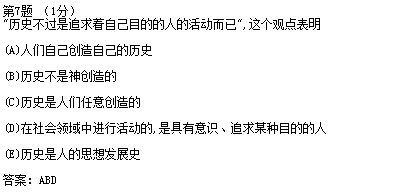 第7题 (1分)
"历史不过是追求着自己目的的人的活动而已",这个观点表明
(A)人们自己创造自己的历史
(B)历史不是神创造的
(C)历史是人们任意创造的
(D)在社会领域中进行活动的,是具有意识、追求某种目的的人
(E)历史是人的思想发展史
答案: ABD